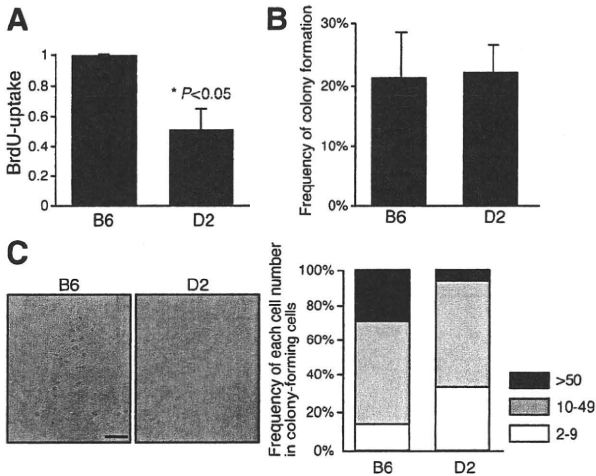 A
BrdU-uptake
1
0.8
0.6
0.4
0.2
0
* P<0.05
B6
D2
B
Frequency of colony formation
30%
20%
10%
0%
B6
D2
C
B6
D2
Frequency of each cell number
in colony-forming cells
100%
80%
60%
40%
20%
0%
B6
D2
>50
10-49
2-9